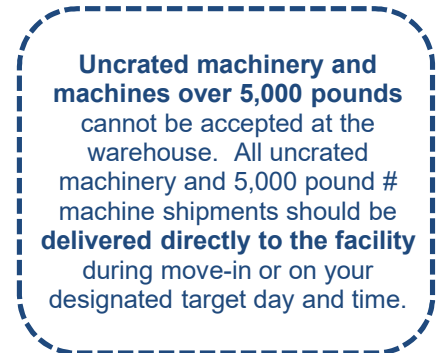 Uncrated machinery and
machines over 5,000 pounds
cannot be accepted at the
warehouse.  All uncrated
machinery and 5,000 pound #
machine shipments should be
delivered directly to the facility
during move-in or on your
designated target day and time.